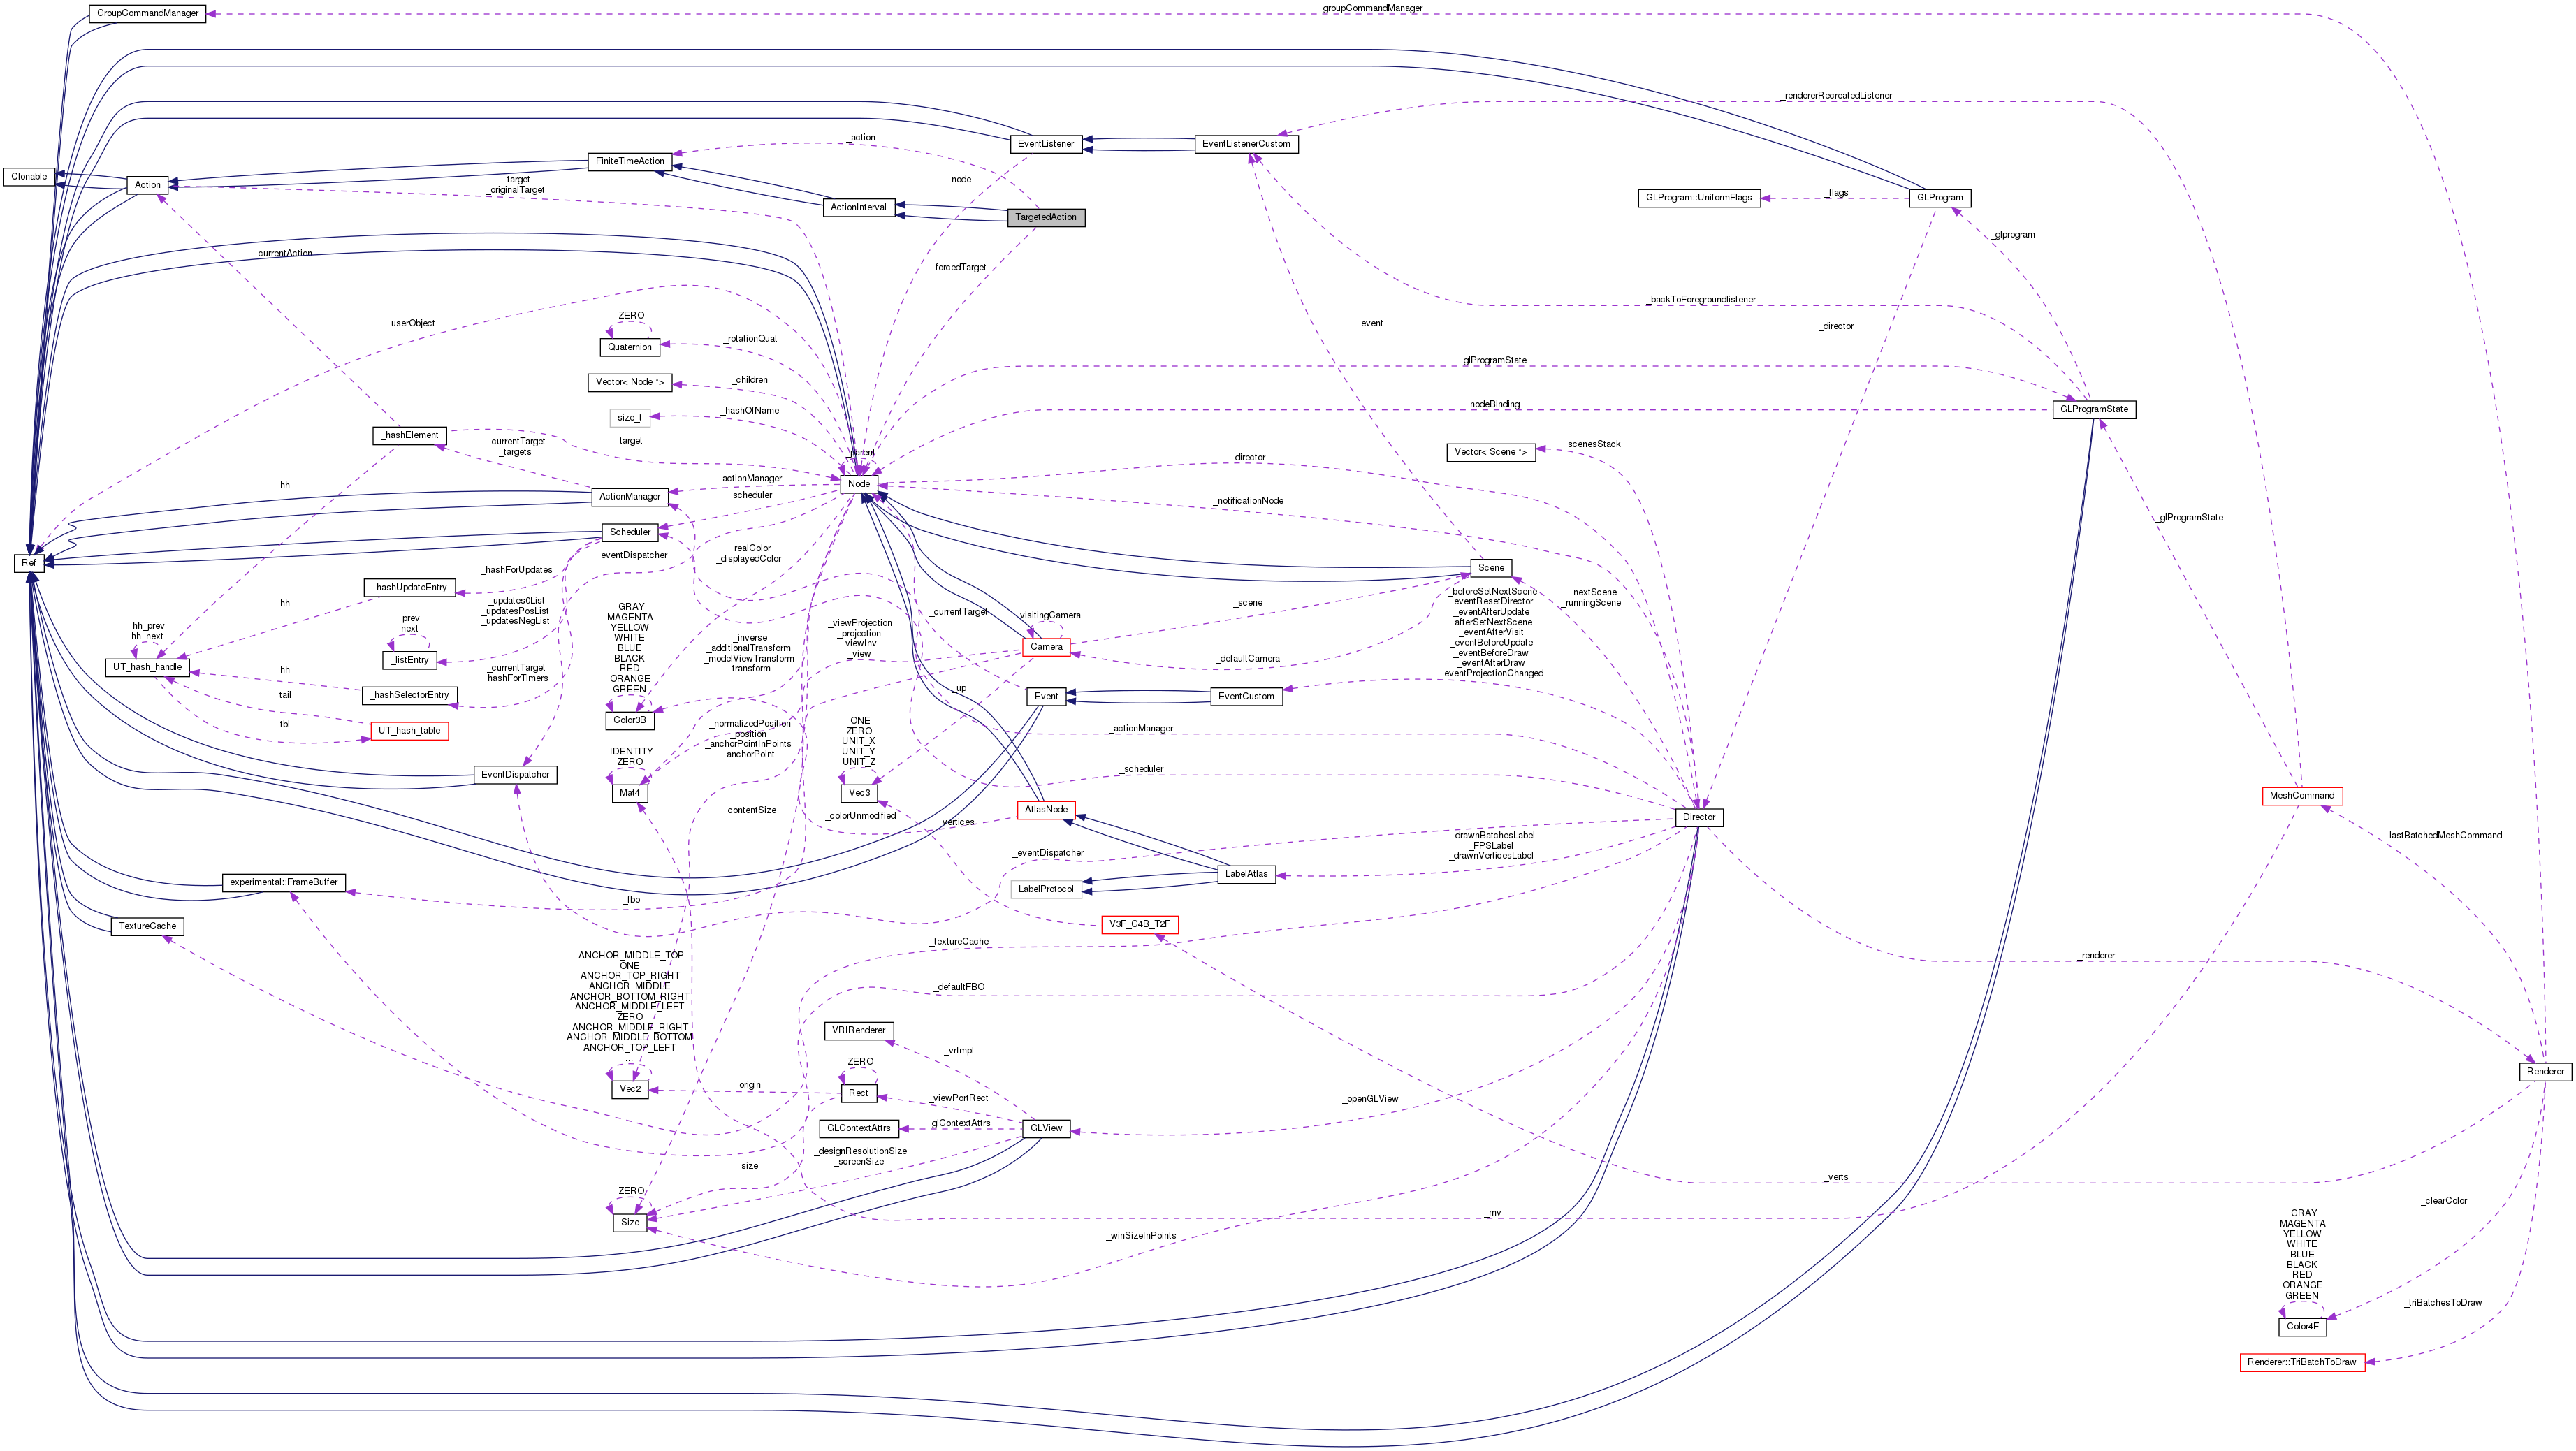 _groupCommandManager
GroupCommandManager
_rendererRecreatedListener
_action
EventListener
EventListenerCustom
FiniteTimeAction
Clonable
Action
_target
_originalTarget
_node
_flags
GLProgram::UniformFlags
GLProgram
ActionInterval
TargetedAction
_glprogram
currentAction
_forcedTarget
_backToForegroundlistener
ZERO
_userObject
_event
_director
_rotationQuat
Quaternion
_glProgramState
_children
Vector< Node *>
_nodeBinding
_hashOfName
size_t
GLProgramState
_hashElement
target
_currentTarget
_targets
_scenesStack
Vector< Scene *>
_parent
_director
_actionManager
Node
hh
ActionManager
_scheduler
_notificationNode
_glProgramState
Scheduler
_eventDispatcher
_realColor
_displayedColor
Ref
_hashForUpdates
Scene
_hashUpdateEntry
_nextScene
_runningScene
hh
_updates0List
_updatesPosList
_updatesNegList
GRAY
MAGENTA
YELLOW
WHITE
BLUE
BLACK
RED
ORANGE
GREEN
_currentTarget
_visitingCamera
_scene
_beforeSetNextScene
_eventResetDirector
_eventAfterUpdate
_afterSetNextScene
_eventAfterVisit
_eventBeforeUpdate
_eventBeforeDraw
_eventAfterDraw
_eventProjectionChanged
prev
next
hh_prev
hh_next
_viewProjection
_projection
_viewInv
_view
_inverse
_additionalTransform
_modelViewTransform
_transform
Camera
_defaultCamera
_listEntry
UT_hash_handle
hh
_currentTarget
_hashForTimers
_hashSelectorEntry
_up
Event
EventCustom
tail
Color3B
tbl
UT_hash_table
_normalizedPosition
_position
_anchorPointInPoints
_anchorPoint
ONE
ZERO
UNIT_X
UNIT_Y
UNIT_Z
_actionManager
IDENTITY
ZERO
_scheduler
EventDispatcher
Mat4
Vec3
MeshCommand
_contentSize
AtlasNode
_colorUnmodified
vertices
Director
_drawnBatchesLabel
_FPSLabel
_drawnVerticesLabel
_lastBatchedMeshCommand
_eventDispatcher
LabelAtlas
experimental::FrameBuffer
LabelProtocol
_fbo
TextureCache
V3F_C4B_T2F
_textureCache
_renderer
ANCHOR_MIDDLE_TOP
ONE
ANCHOR_TOP_RIGHT
ANCHOR_MIDDLE
ANCHOR_BOTTOM_RIGHT
ANCHOR_MIDDLE_LEFT
ZERO
ANCHOR_MIDDLE_RIGHT
ANCHOR_MIDDLE_BOTTOM
ANCHOR_TOP_LEFT
...
_defaultFBO
VRIRenderer
_vrImpl
ZERO
Renderer
Vec2
origin
Rect
_viewPortRect
_openGLView
GLContextAttrs
_glContextAttrs
GLView
_designResolutionSize
_screenSize
size
_verts
ZERO
_clearColor
Size
_mv
_winSizeInPoints
GRAY
MAGENTA
YELLOW
WHITE
BLUE
BLACK
RED
ORANGE
GREEN
_triBatchesToDraw
Color4F
Renderer::TriBatchToDraw